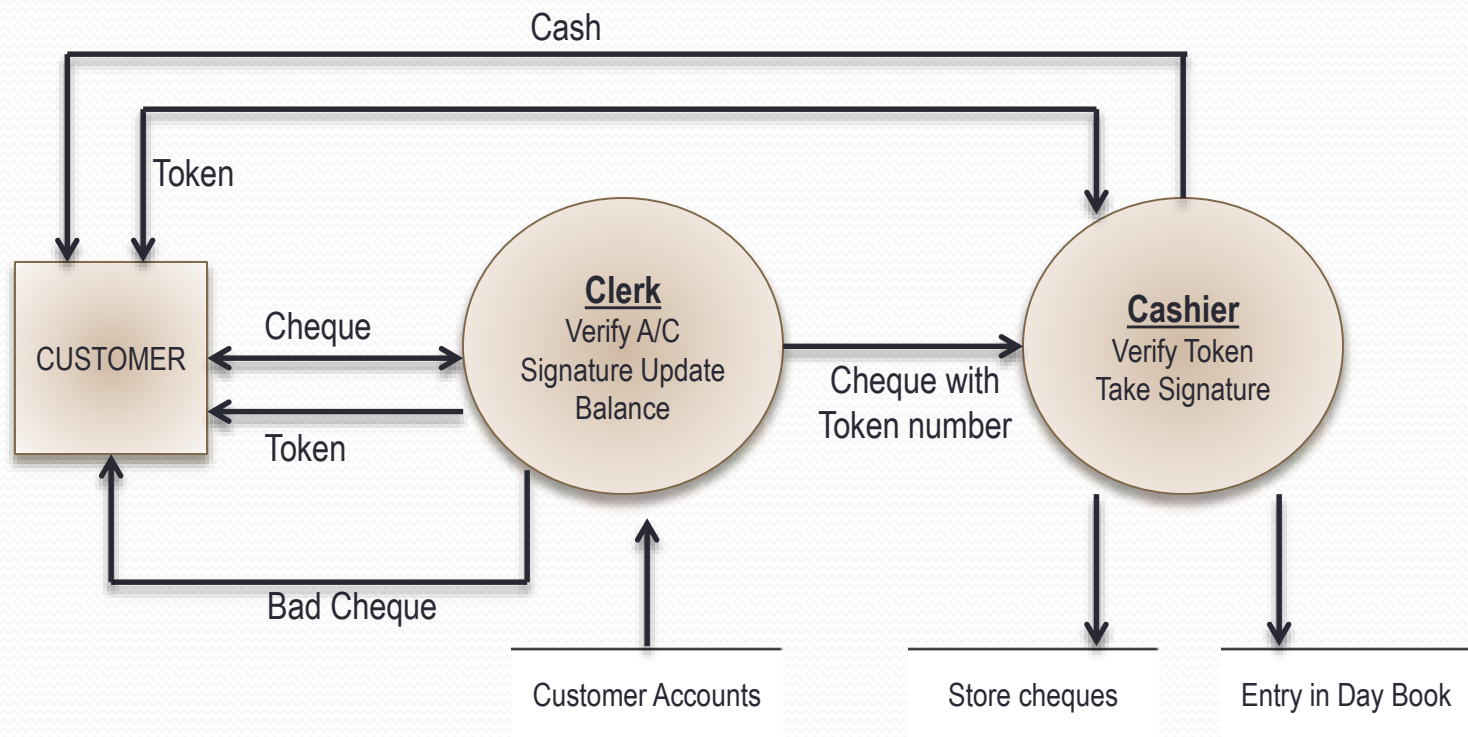 Cash
Token
CUSTOMER
Cheque
Token
Bad Cheque
Clerk
Verify A/C
Signature Update
Balance
Cheque with
Token number
Cashier
Verify Token
Take Signature
Customer Accounts
Store cheques
Entry in Day Book